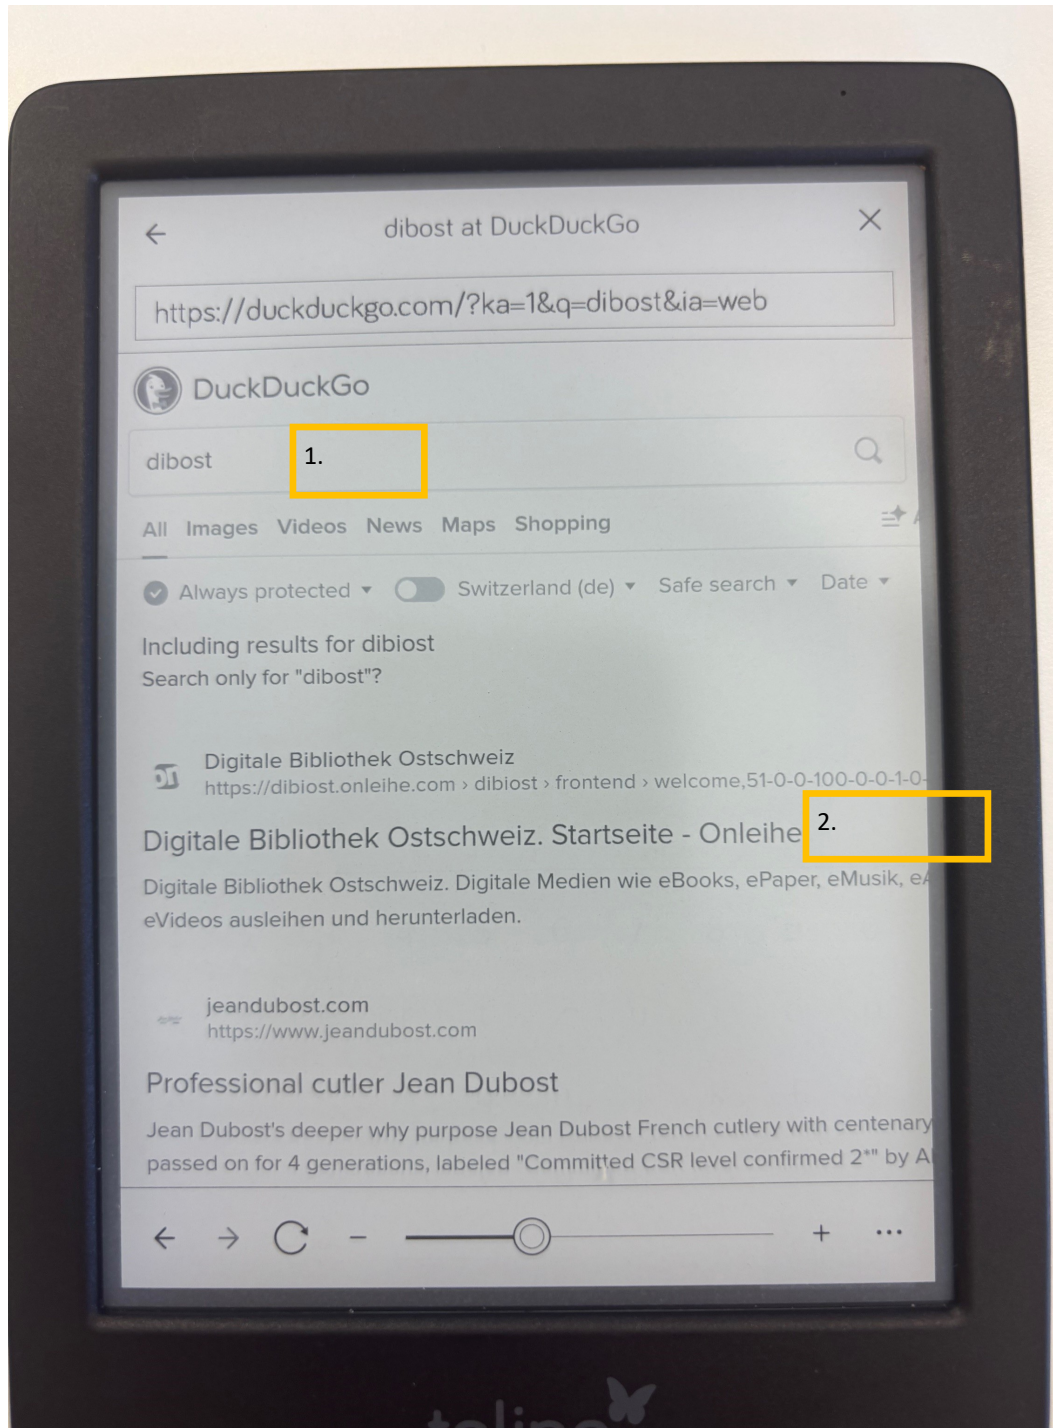 dibost at DuckDuckGo
https://duckduckgo.com/?ka=1&q=dibost&ia=web
DuckDuckGo
dibost 1.
All Images Videos News Maps Shopping
Always protected Switzerland (de) Safe search Date
Including results for dibiost
Search only for "dibost"?
Digitale Bibliothek Ostschweiz
https://dibiost.onleihe.com › dibiost › frontend › welcome,51-0-0-100-0-0-1-0-
Digitale Bibliothek Ostschweiz. Startseite - Onleihe 2.
Digitale Bibliothek Ostschweiz. Digitale Medien wie eBooks, ePaper, eMusik, eA
eVideos ausleihen und herunterladen.
jeandubost.com
https://www.jeandubost.com
Professional cutler Jean Dubost
Jean Dubost's deeper why purpose Jean Dubost French cutlery with centenary
passed on for 4 generations, labeled "Committed CSR level confirmed 2*" by A
tolino